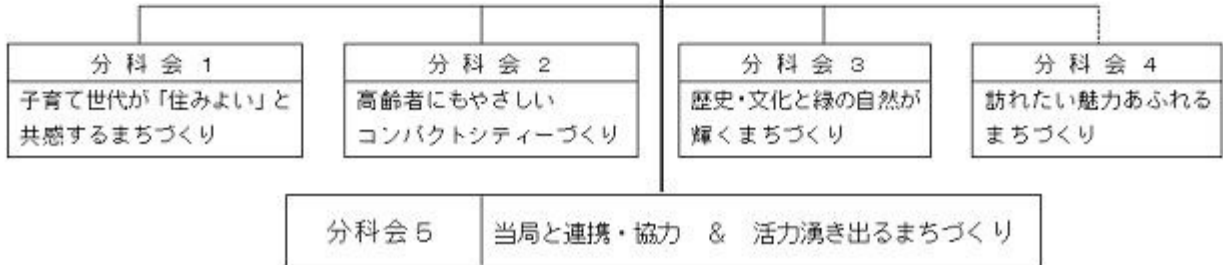 分科会1
子育て世代が「住みよい」と
共感するまちづくり
分科会2
高齢者にもやさしい
コンパクトシティーづくり
分科会3
歴史・文化と緑の自然が
輝くまちづくり
分科会4
訪れたい魅力あふれる
まちづくり
分科会5
当局と連携・協力 & 活力湧き出るまちづくり